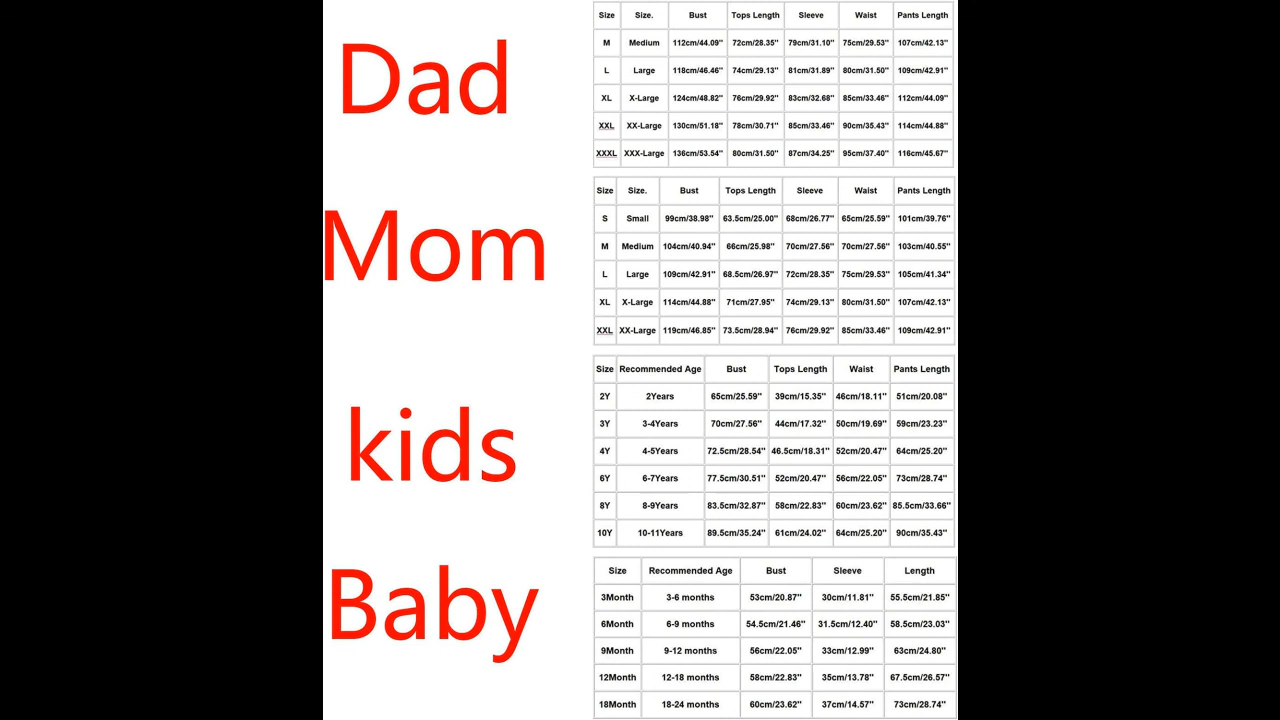 Dad
Size Size. Bust Tops Length Sleeve Waist Pants Length
M Medium 112cm/44.09" 72cm/28.35" 79cm/31.10" 75cm/29.53" 107cm/42.13"
L Large 118cm/46.46" 74cm/29.13" 81cm/31.89" 80cm/31.50" 109cm/42.91"
XL X-Large 124cm/48.82" 76cm/29.92" 83cm/32.68" 85cm/33.46" 112cm/44.09"
XXL XX-Large 130cm/51.18" 78cm/30.71" 85cm/33.46" 90cm/35.43" 114cm/44.88"
XXXL XXX-Large 136cm/53.54" 80cm/31.50" 87cm/34.25" 95cm/37.40" 116cm/45.67"
Mom
Size Size. Bust Tops Length Sleeve Waist Pants Length
S Small 99cm/38.98" 63.5cm/25.00" 68cm/26.77" 65cm/25.59" 101cm/39.76"
M Medium 104cm/40.94" 66cm/25.98" 70cm/27.56" 70cm/27.56" 103cm/40.55"
L Large 109cm/42.91" 68.5cm/26.97" 72cm/28.35" 75cm/29.53" 105cm/41.34"
XL X-Large 114cm/44.88" 71cm/27.95" 74cm/29.13" 80cm/31.50" 107cm/42.13"
XXL XX-Large 119cm/46.85" 73.5cm/28.94" 76cm/29.92" 85cm/33.46" 109cm/42.91"
kids
Size Recommended Age Bust Tops Length Waist Pants Length
2Y 2Years 65cm/25.59" 39cm/15.35" 46cm/18.11" 51cm/20.08"
3Y 3-4Years 70cm/27.56" 44cm/17.32" 50cm/19.69" 59cm/23.23"
4Y 4-5Years 72.5cm/28.54" 46.5cm/18.31" 52cm/20.47" 64cm/25.20"
6Y 6-7Years 77.5cm/30.51" 52cm/20.47" 56cm/22.05" 73cm/28.74"
8Y 8-9Years 83.5cm/32.87" 58cm/22.83" 60cm/23.62" 85.5cm/33.66"
10Y 10-11Years 89.5cm/35.24" 61cm/24.02" 64cm/25.20" 90cm/35.43"
Baby
Size Recommended Age Bust Sleeve Length
3Month 3-6 months 53cm/20.87" 30cm/11.81" 55.5cm/21.85"
6Month 6-9 months 54.5cm/21.46" 31.5cm/12.40" 58.5cm/23.03"
9Month 9-12 months 56cm/22.05" 33cm/12.99" 63cm/24.80"
12Month 12-18 months 58cm/22.83" 35cm/13.78" 67.5cm/26.57"
18Month 18-24 months 60cm/23.62" 37cm/14.57" 73cm/28.74"